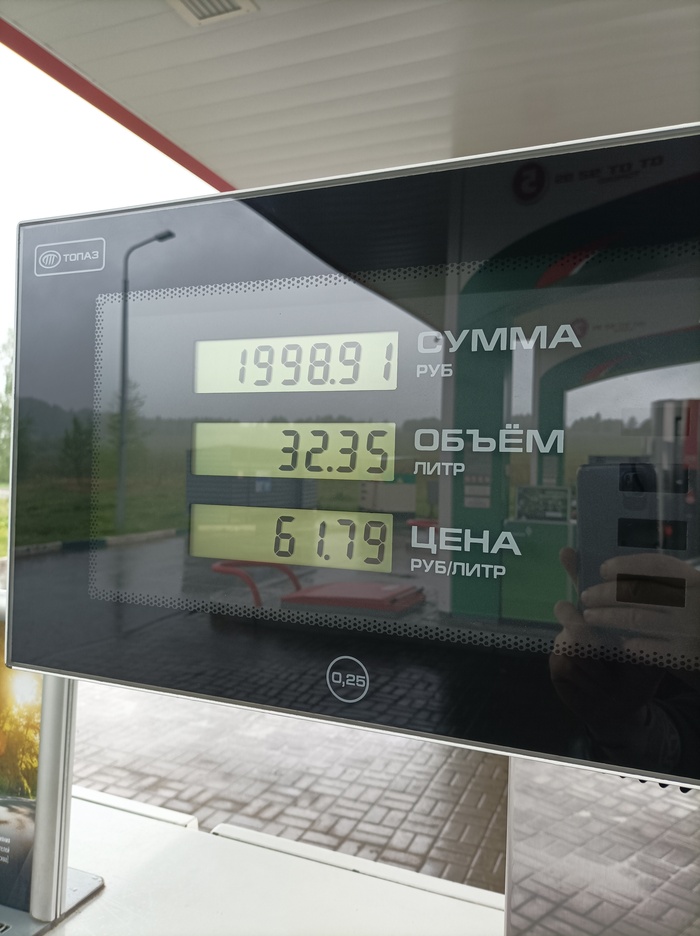 ТОПАЗ
1998.91
СУММА
РУБ
32.35
ОБЪЁМ
ЛИТР
61.79
ЦЕНА
РУБ/ЛИТР
0,25